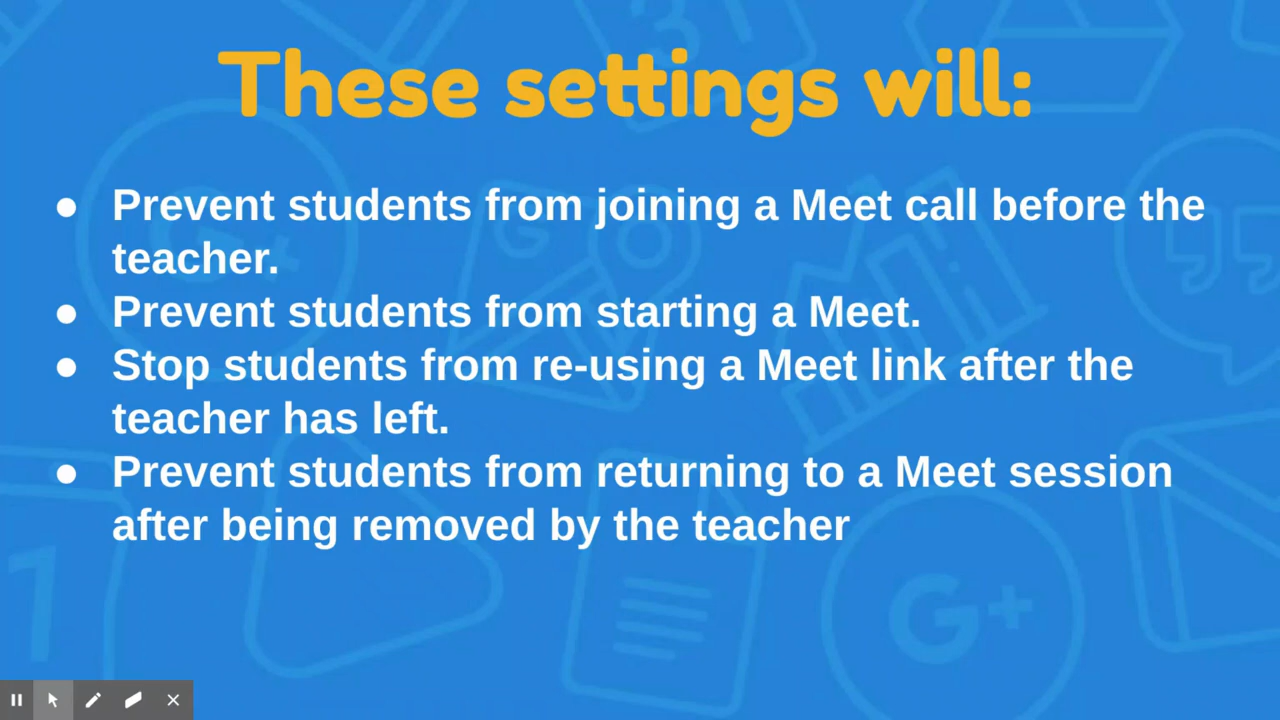 These settings will:
● Prevent students from joining a Meet call before the
teacher.
● Prevent students from starting a Meet.
● Stop students from re-using a Meet link after the
teacher has left.
● Prevent students from returning to a Meet session
after being removed by the teacher
31
G+
G
1
G+